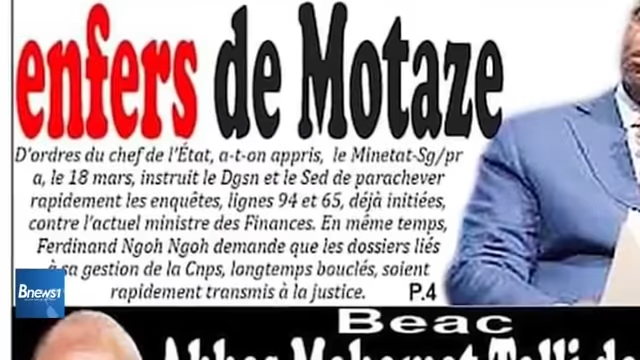 enfers de Motaze
D'ordres du chef de l'État, a-t-on appris, le Minetat-Sg/pr
a, le 18 mars, instruit le Dgsn et le Sed de parachever
rapidement les enquêtes, lignes 94 et 65, déjà initiées,
contre l'actuel ministre des Finances. En même temps,
Ferdinand Ngoh Ngoh demande que les dossiers liés
à sa gestion de la Cnps, longtemps bouclés, soient
rapidement transmis à la justice. P.4
Bnews1
Beac